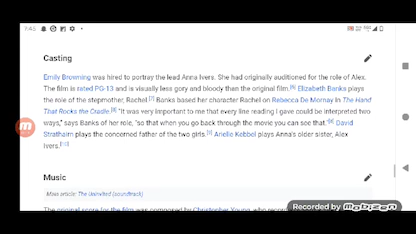 Casting
Emily Browning was hired to portray the lead Anna Ivers. She had originally auditioned for the role of Alex.
The film is rated PG-13 and is visually less gory and bloody than the original film.[6] Elizabeth Banks plays
the role of the stepmother, Rachel.[7] Banks based her character Rachel on Rebecca De Mornay in The Hand
That Rocks the Cradle.[8] "It was very important to me that every line reading I gave could be interpreted two
ways," says Banks of her role, "so that when you go back through the movie you can see that."[8] David
Strathairn plays the concerned father of the two girls.[9] Arielle Kebbel plays Anna's older sister, Alex
Ivers.[10]
Music
Main article: The Uninvited (soundtrack)
The original score for the film was composed by Christopher Young, who
Recorded by Mobizen